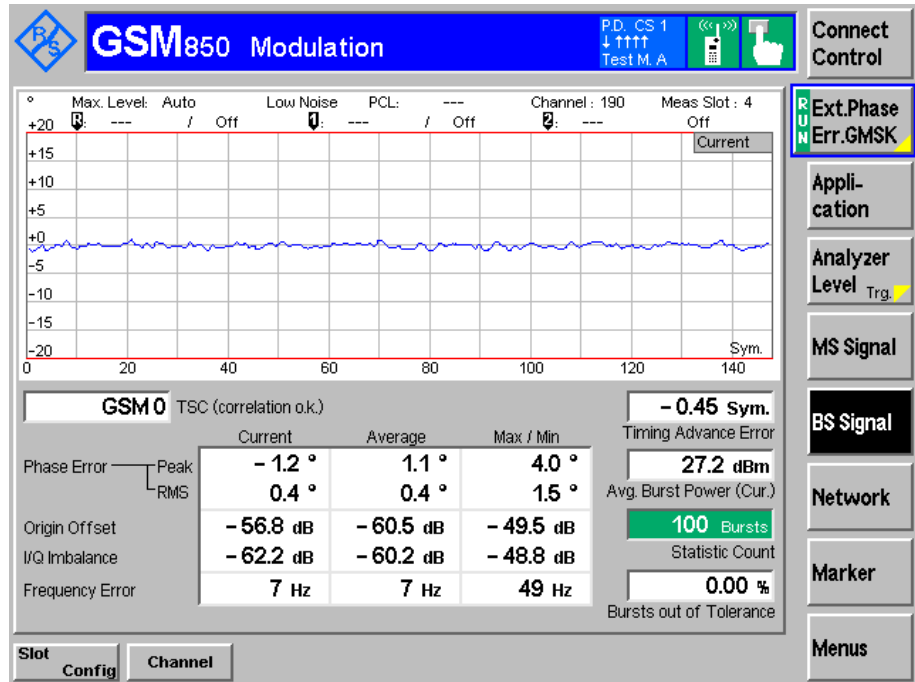 R&S
GSM850 Modulation
P.D. CS 1
↓ ↑↑↑↑
Test M. A
Connect Control
° Max. Level: Auto Low Noise PCL: --- Channel : 190 Meas Slot : 4
+20 R: --- / Off 1: --- / Off 2: --- Off
Current
+15
+10
+5
+0
-5
-10
-15
-20
Sym.
0 20 40 60 80 100 120 140
GSM 0 TSC (correlation o.k.)
Current Average Max / Min
Phase Error Peak - 1.2 ° 1.1 ° 4.0 °
RMS 0.4 ° 0.4 ° 1.5 °
Origin Offset - 56.8 dB - 60.5 dB - 49.5 dB
I/Q Imbalance - 62.2 dB - 60.2 dB - 48.8 dB
Frequency Error 7 Hz 7 Hz 49 Hz
- 0.45 Sym.
Timing Advance Error
27.2 dBm
Avg. Burst Power (Cur.)
100 Bursts
Statistic Count
0.00 %
Bursts out of Tolerance
RUN
Ext.Phase
Err.GMSK
Appli-
cation
Analyzer
Level Trg.
MS Signal
BS Signal
Network
Marker
Menus
Slot
Config
Channel